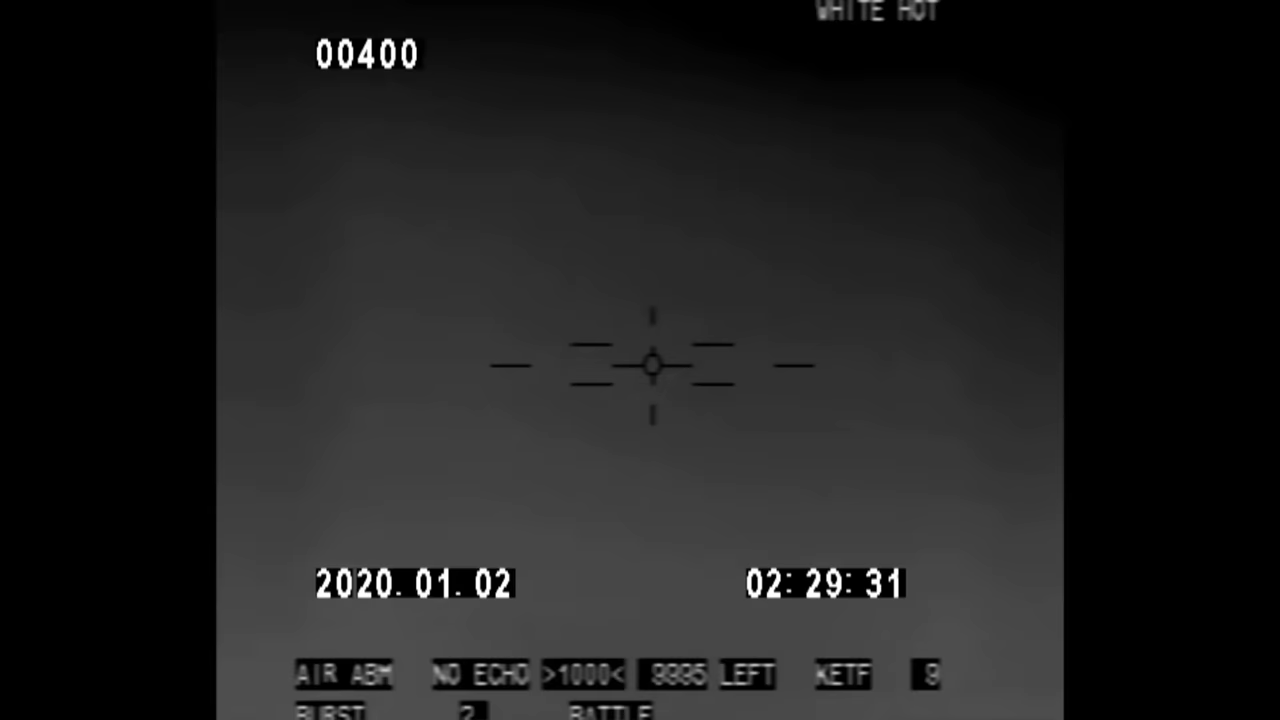 WHITE HOT
00400
2020.01.02 02:29:31
AIR ABM NO ECHO >1000< 9995 LEFT KETF 9
BURST 2 BATTLE